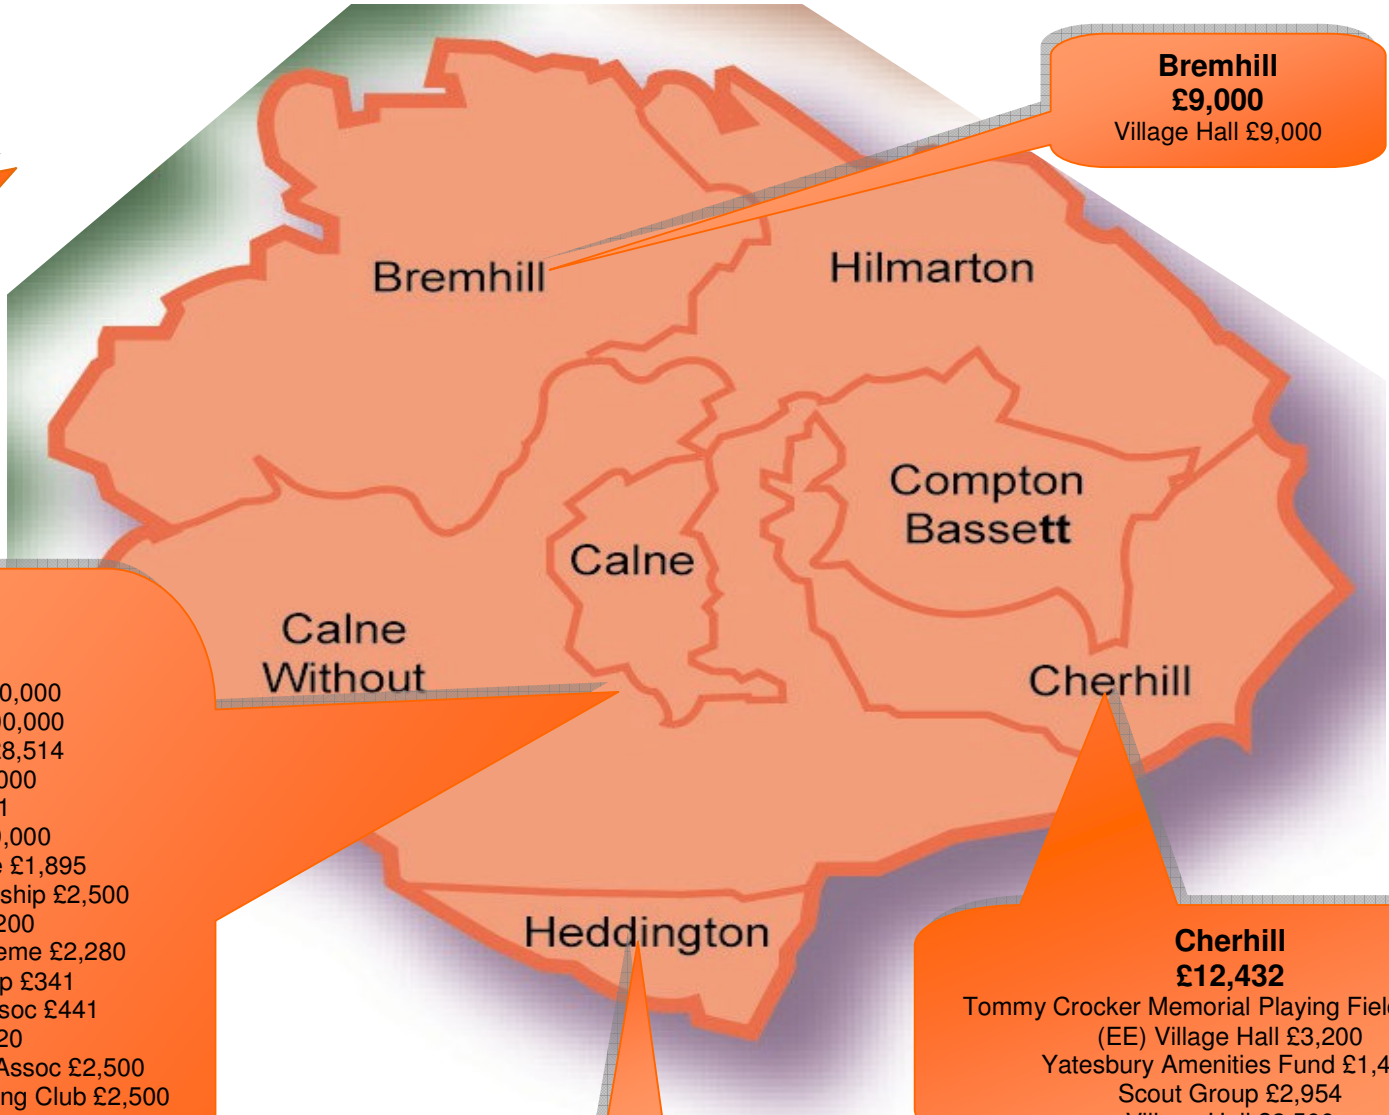 Bremhill
£9,000
Village Hall £9,000
Bremhill
Hilmarton
Compton
Bassett
Calne
Calne
Without
Cherhill
Heddington
0,000
00,000
28,514
000
1
0,000
e £1,895
ship £2,500
200
eme £2,280
p £341
soc £441
20
Assoc £2,500
ng Club £2,500
Cherhill
£12,432
Tommy Crocker Memorial Playing Fiel
(EE) Village Hall £3,200
Yatesbury Amenities Fund £1,4
Scout Group £2,954